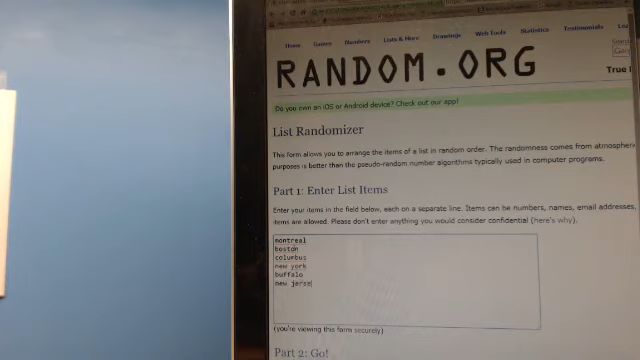 Home Games Numbers Lists & More Drawings Web Tools Statistics Testimonials
RANDOM.ORG
True
Do you own an iOS or Android device? Check out our app!
List Randomizer
This form allows you to arrange the items of a list in random order. The randomness comes from atmospheri
purposes is better than the pseudo-random number algorithms typically used in computer programs.
Part 1: Enter List Items
Enter your items in the field below, each on a separate line. Items can be numbers, names, email addresses,
items are allowed. Please don't enter anything you would consider confidential (here's why).
montreal
boston
columbus
new york
buffalo
new jerse
(you're viewing this form securely)
Part 2: Go!